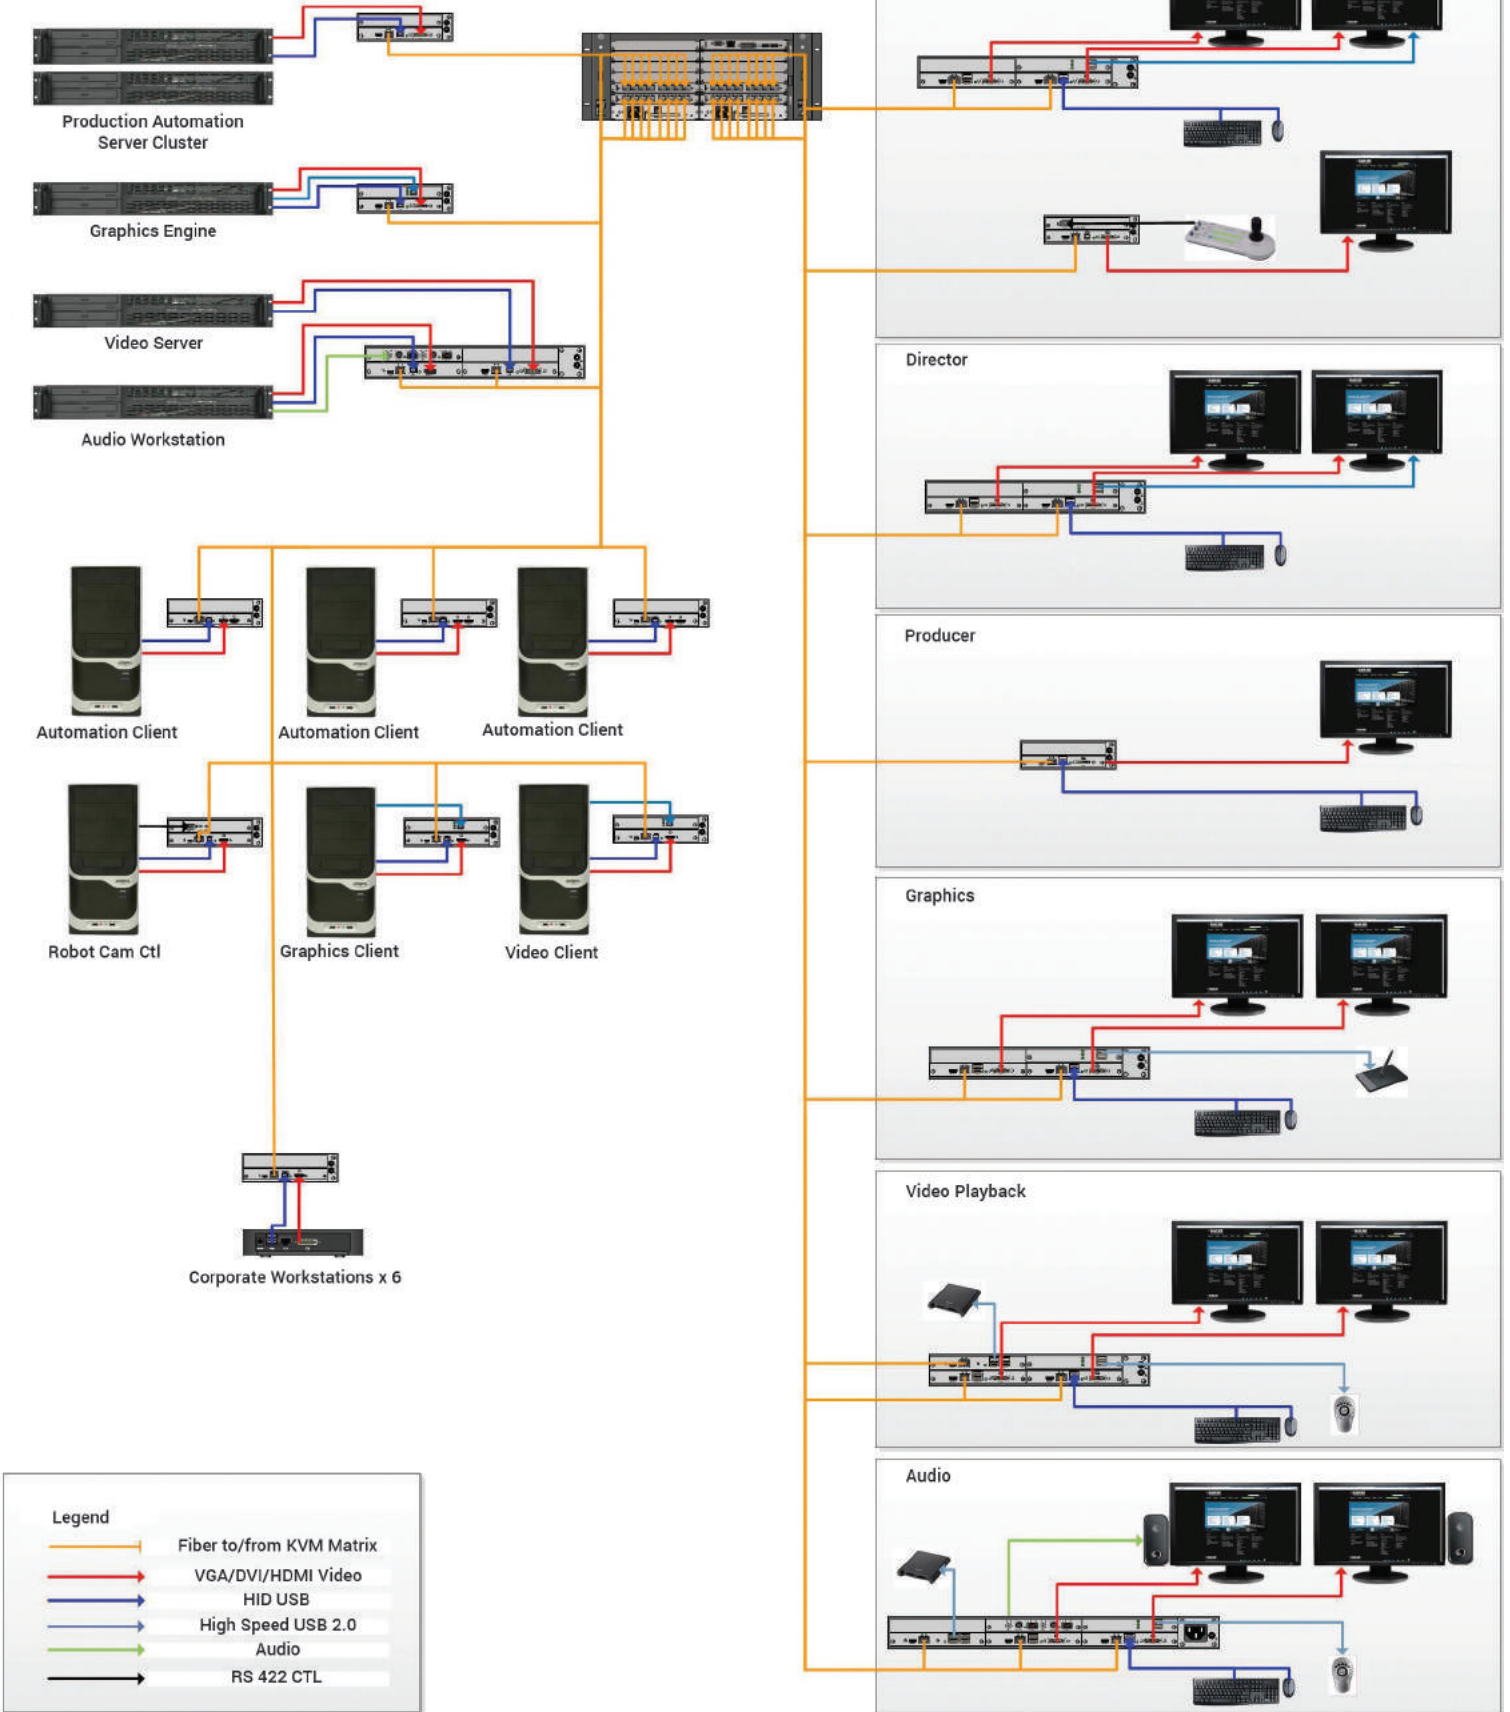 Production Automation
Server Cluster
Graphics Engine
Video Server
Audio Workstation
Automation Client
Automation Client
Automation Client
Robot Cam Ctl
Graphics Client
Video Client
Corporate Workstations x 6
Legend
Fiber to/from KVM Matrix
VGA/DVI/HDMI Video
HID USB
High Speed USB 2.0
Audio
RS 422 CTL
Director
Producer
Graphics
Video Playback
Audio